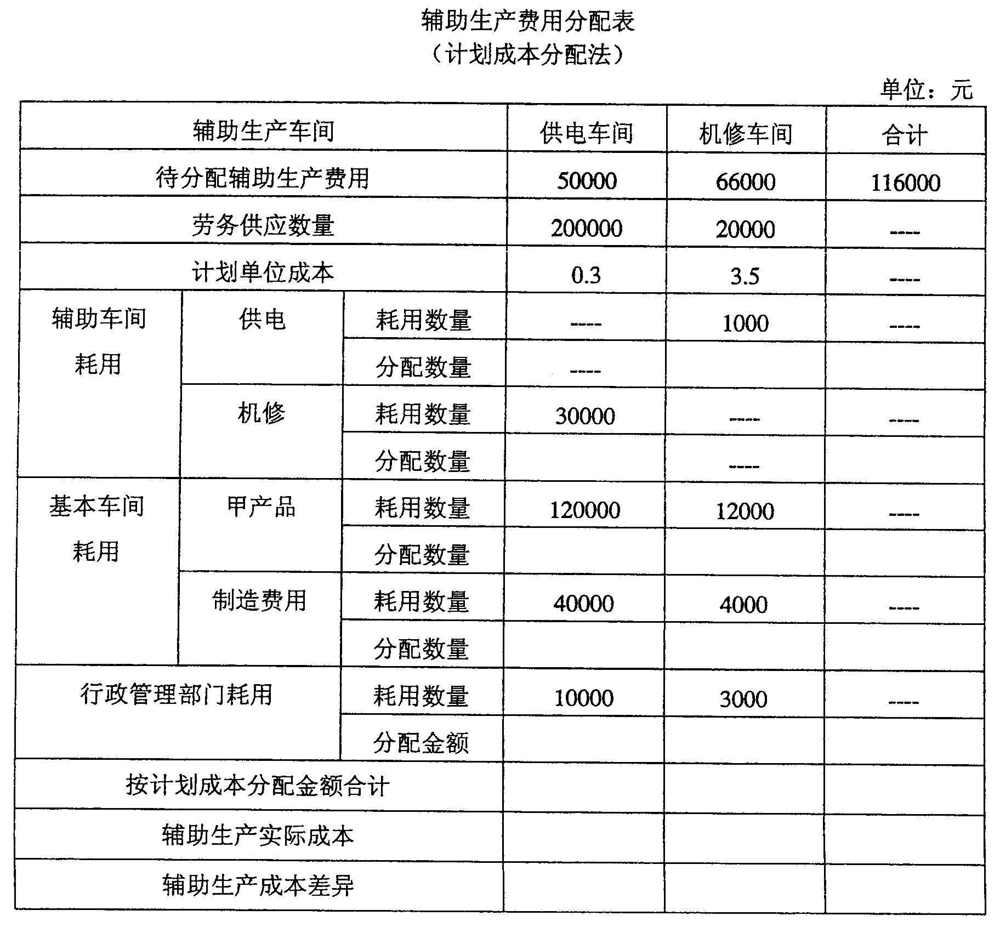 辅助生产费用分配表
（计划成本分配法）
单位：元
辅助生产车间 供电车间 机修车间 合计
待分配辅助生产费用 50000 66000 116000
劳务供应数量 200000 20000 ----
计划单位成本 0.3 3.5 ----
辅助车间 供电 耗用数量 ---- 1000 ----
耗用 分配数量 ----
机修 耗用数量 30000 ---- ----
分配数量 ----
基本车间 甲产品 耗用数量 120000 12000 ----
耗用 分配数量
制造费用 耗用数量 40000 4000 ----
分配数量
行政管理部门耗用 耗用数量 10000 3000 ----
分配金额
按计划成本分配金额合计
辅助生产实际成本
辅助生产成本差异